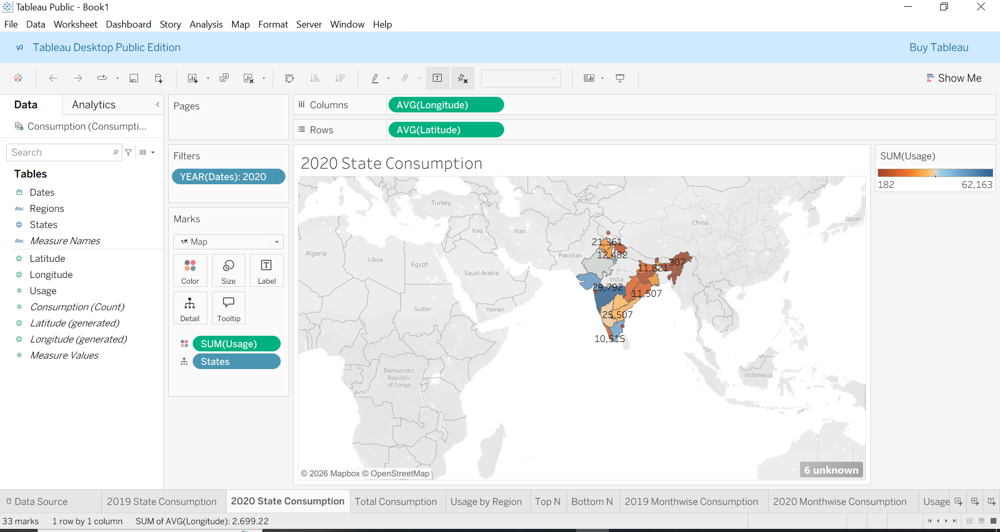 Tableau Public - Book1
File Data Worksheet Dashboard Story Analysis Map Format Server Window Help
Tableau Desktop Public Edition
Buy Tableau
Show Me
Data
Analytics
Consumption (Consumpti...
Search
Tables
Dates
Abc Regions
States
Abc Measure Names
Latitude
Longitude
# Usage
# Consumption (Count)
Latitude (generated)
Longitude (generated)
# Measure Values
Pages
Filters
YEAR(Dates): 2020
Marks
Map
Color
Size
Label
Detail
Tooltip
SUM(Usage)
States
Columns
AVG(Longitude)
Rows
AVG(Latitude)
2020 State Consumption
Turkey
Iraq
Iran
China
Japan
Algeria
Libya
Egypt
Saudi Arabia
Pakistan
India
Sudan
Yemen
Democratic
Republic
of Congo
Indonesia
21,361
12,482
307
11,821
29,792
11,507
25,507
10,515
© 2026 Mapbox © OpenStreetMap
6 unknown
SUM(Usage)
182
62,163
Data Source
2019 State Consumption
2020 State Consumption
Total Consumption
Usage by Region
Top N
Bottom N
2019 Monthwise Consumption
2020 Monthwise Consumption
Usage
33 marks
1 row by 1 column
SUM of AVG(Longitude): 2,699.22